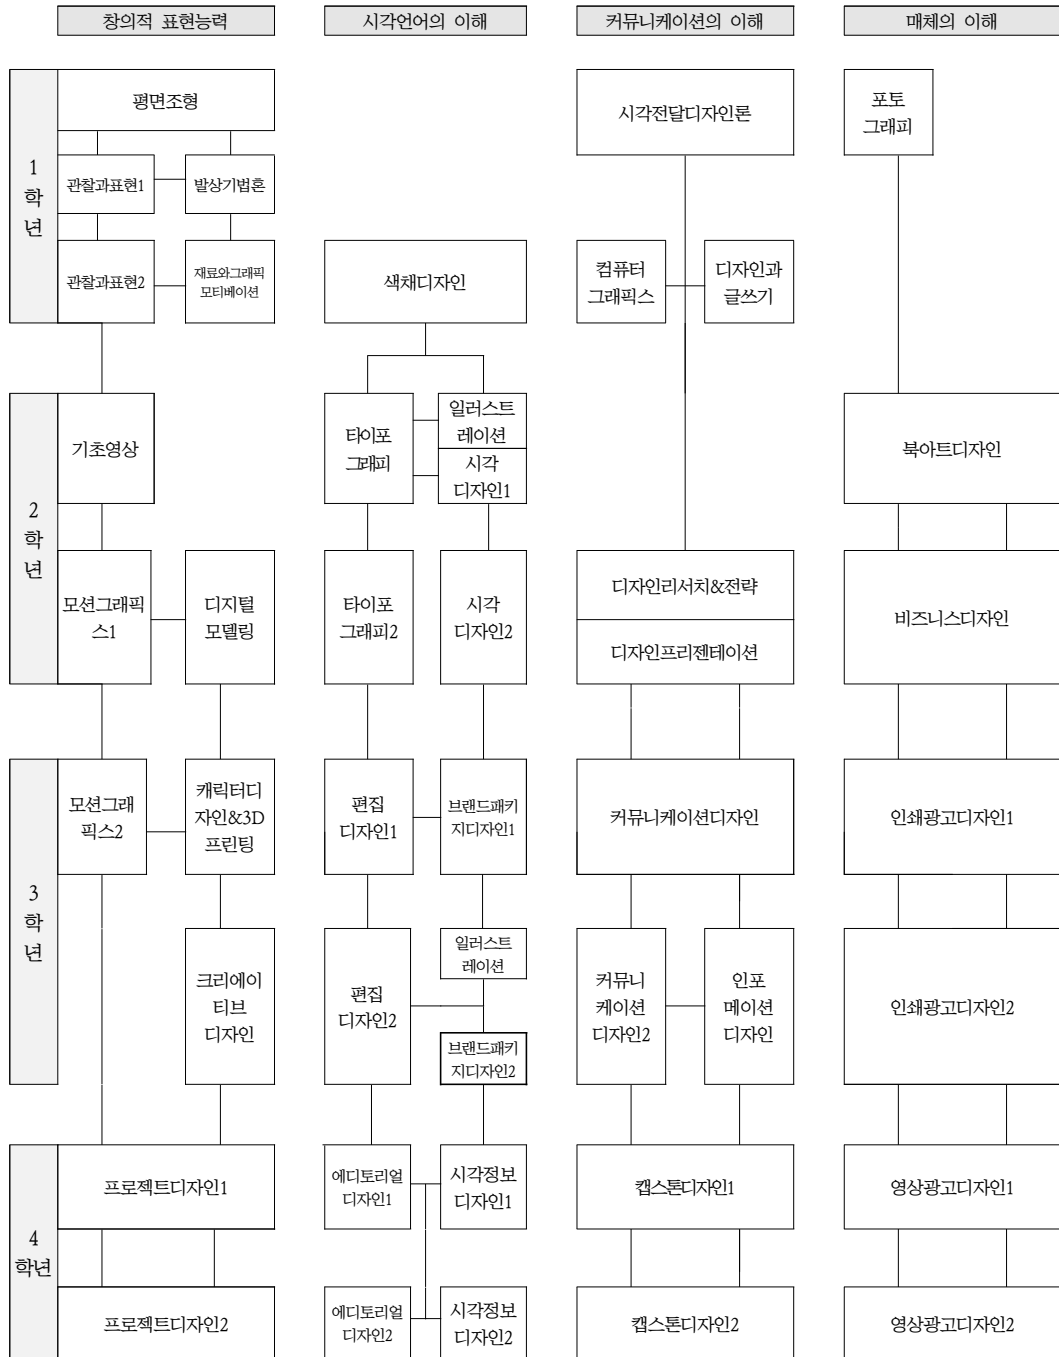 창의적 표현능력
시각언어의 이해
커뮤니케이션의 이해
매체의 이해
1
학
년
평면조형
관찰과표현1
발상기법혼
관찰과표현2
재료와그래픽
모티베이션
색채디자인
시각전달디자인론
컴퓨터
그래픽스
디자인과
글쓰기
포토
그래피
2
학
년
기초영상
모션그래픽
스1
디지털
모델링
타이포
그래피
일러스트
레이션
시각
디자인1
타이포
그래피2
시각
디자인2
디자인리서치&전략
디자인프리젠테이션
북아트디자인
비즈니스디자인
3
학
년
모션그래
픽스2
캐릭터디
자인&3D
프린팅
크리에이
티브
디자인
편집
디자인1
브랜드패키
지디자인1
편집
디자인2
일러스트
레이션
브랜드패키
지디자인2
커뮤니케이션디자인
커뮤니
케이션
디자인2
인포
메이션
디자인
인쇄광고디자인1
인쇄광고디자인2
4
학년
프로젝트디자인1
프로젝트디자인2
에디토리얼
디자인1
시각정보
디자인1
에디토리얼
디자인2
시각정보
디자인2
캡스톤디자인1
캡스톤디자인2
영상광고디자인1
영상광고디자인2